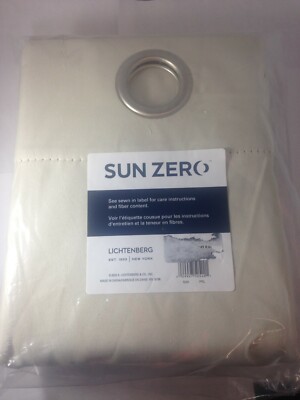 SUN ZERO
See sewn in label for care instructions
and fiber content.
Voir l'étiquette cousue pour les instructions
d'entretien et la teneur en fibres.
LICHTENBERG
EST. 1892 | NEW YORK